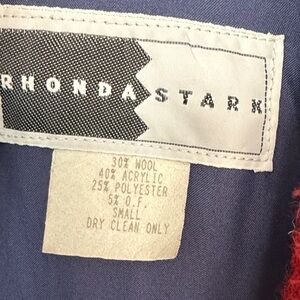 RHONDA STARK
30% WOOL
40% ACRYLIC
25% POLYESTER
5% O.F.
SMALL
DRY CLEAN ONLY